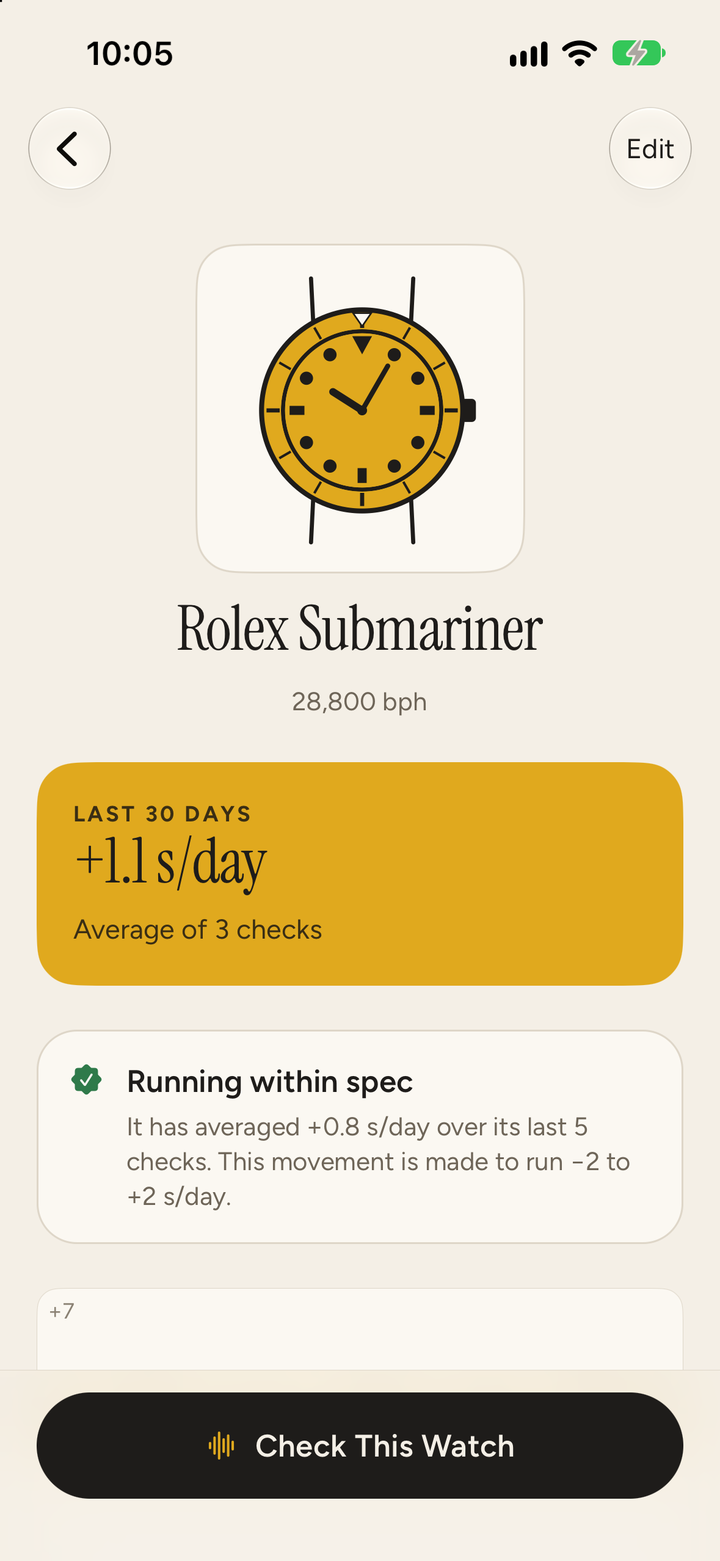 10:05
Edit
Rolex Submariner
28,800 bph
LAST 30 DAYS
+1.1 s/day
Average of 3 checks
Running within spec
It has averaged +0.8 s/day over its last 5
checks. This movement is made to run −2 to
+2 s/day.
+7
Check This Watch